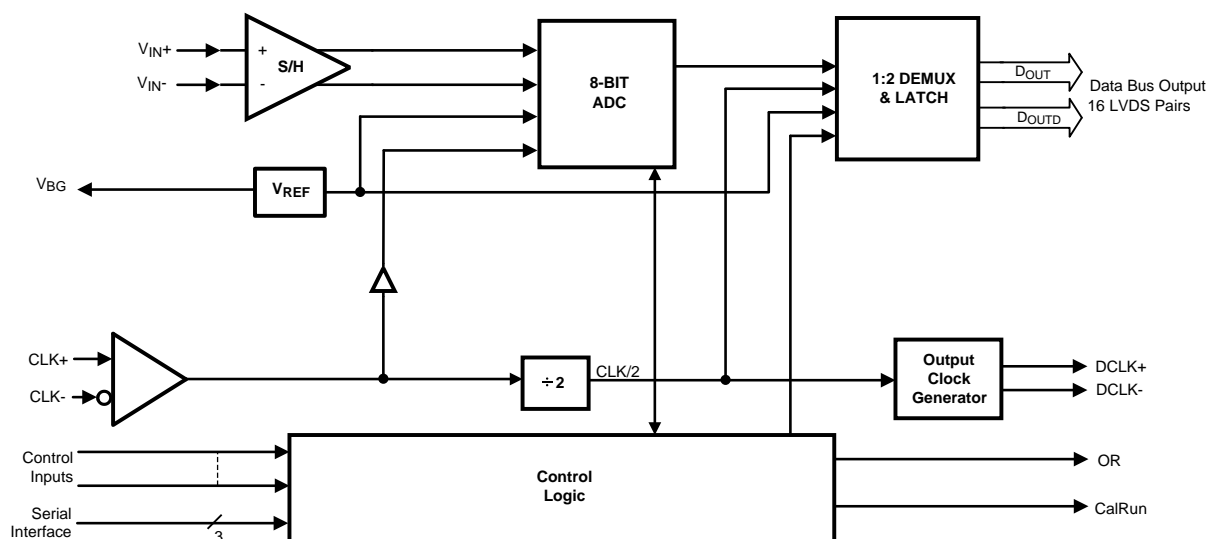 VIN+
VIN-
+
-
S/H
8-BIT
ADC
1:2 DEMUX
& LATCH
DOUT
DOUTD
Data Bus Output
16 LVDS Pairs
VBG
VREF
CLK+
CLK-
÷2
CLK/2
Output
Clock
Generator
DCLK+
DCLK-
Control
Inputs
Serial
Interface
3
Control
Logic
OR
CalRun